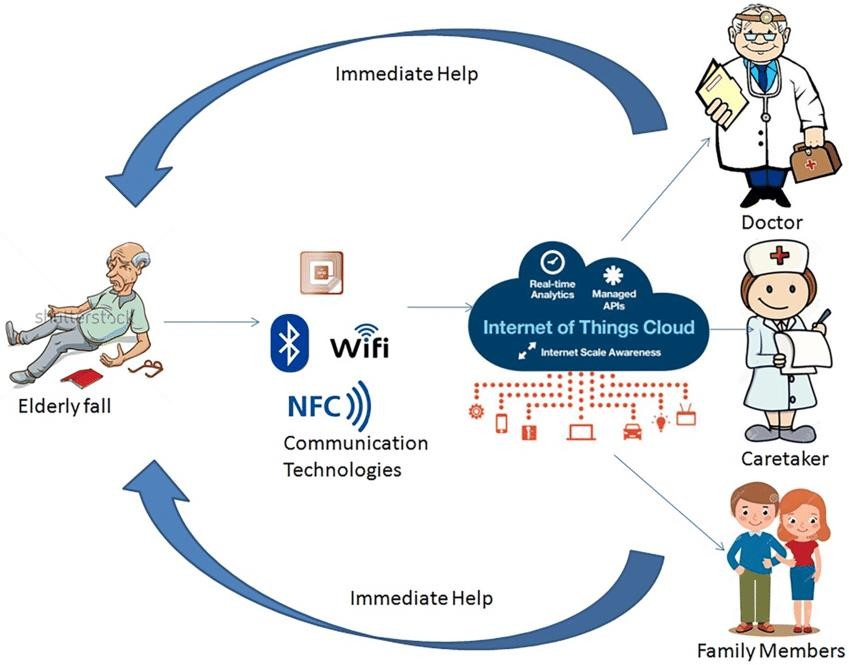 Immediate Help
Doctor
shutterstock
Elderly fall
Wifi
NFC
Communication
Technologies
Real-time
Analytics
Managed
APIs
Internet of Things Cloud
Internet Scale Awareness
Caretaker
Immediate Help
Family Members